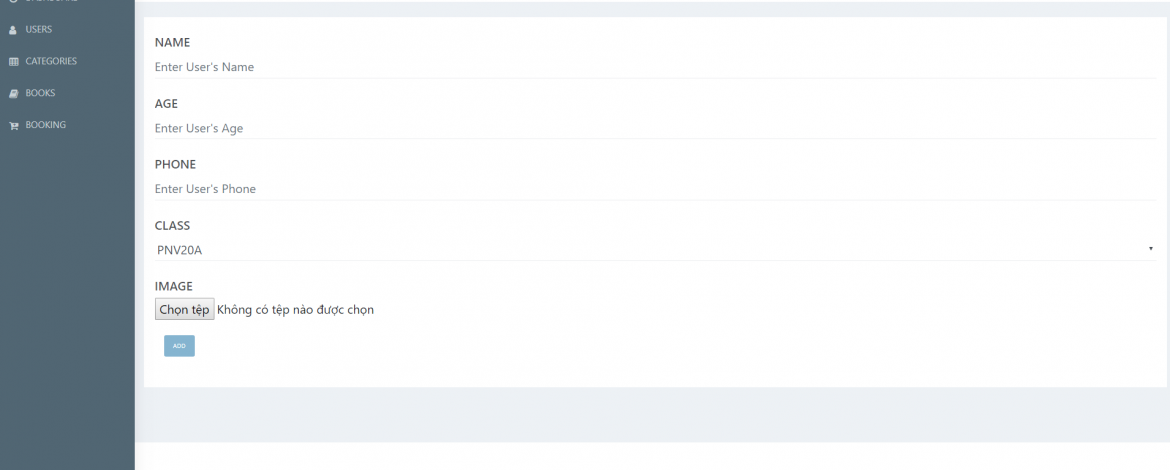 USERS
CATEGORIES
BOOKS
BOOKING
NAME
Enter User's Name
AGE
Enter User's Age
PHONE
Enter User's Phone
CLASS
PNV20A
IMAGE
Chọn tệp Không có tệp nào được chọn
ADD